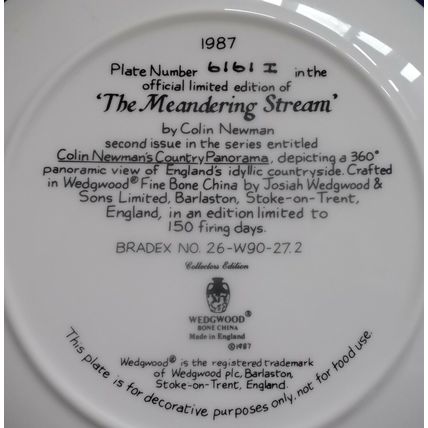 1987
Plate Number 6161 I in the
official limited edition of
'The Meandering Stream'
by Colin Newman
second issue in the series entitled
Colin Newman's Country Panorama, depicting a 360°
panoramic view of England's idyllic countryside. Crafted
in Wedgwood® Fine Bone China by Josiah Wedgwood &
Sons Limited, Barlaston, Stoke-on-Trent,
England, in an edition limited to
150 firing days.
BRADEX NO. 26-W90-27.2
Collectors Edition
WEDGWOOD®
BONE CHINA
Made in England
©1987
Wedgwood® is the registered trademark
of Wedgwood plc, Barlaston,
Stoke-on-Trent, England.
This plate is for decorative purposes only, not for food use.